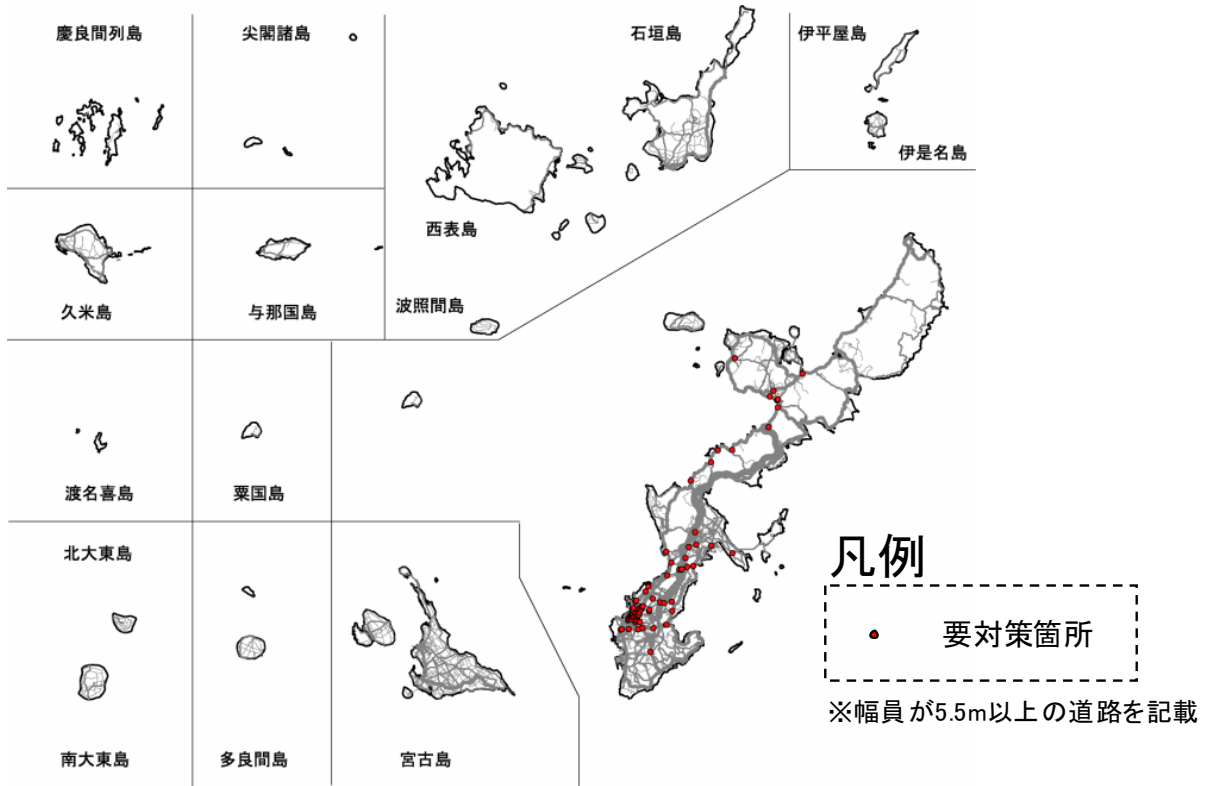 慶良間列島
尖閣諸島
石垣島
伊平屋島
伊是名島
西表島
久米島
与那国島
波照間島
渡名喜島
粟国島
北大東島
南大東島
多良間島
宮古島
凡例
要対策箇所
※幅員が5.5m以上の道路を記載